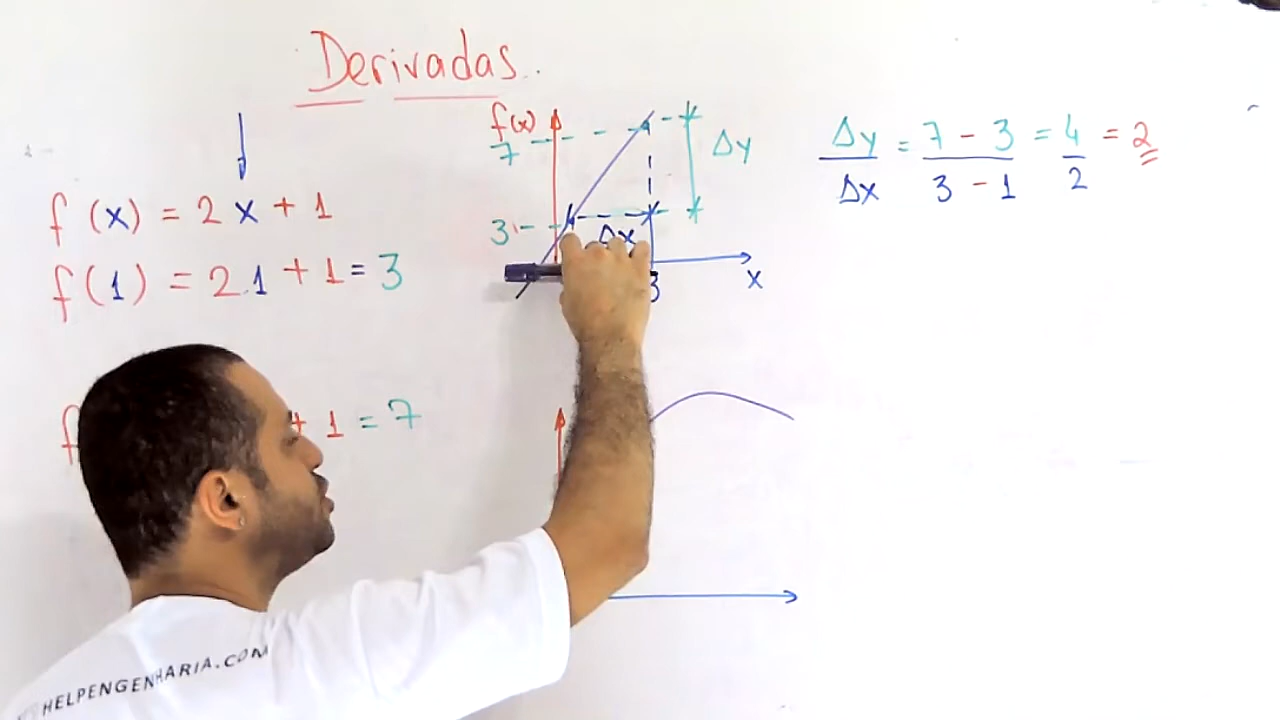 Derivadas
f(x) = 2x + 1
f(1) = 2.1 + 1 = 3
f + 1 = 7
f(x)
7
Δy
3
Δx
3
x
Δy/Δx = 7 - 3/3 - 1 = 4/2 = 2
HELPENGENHARIA.COM